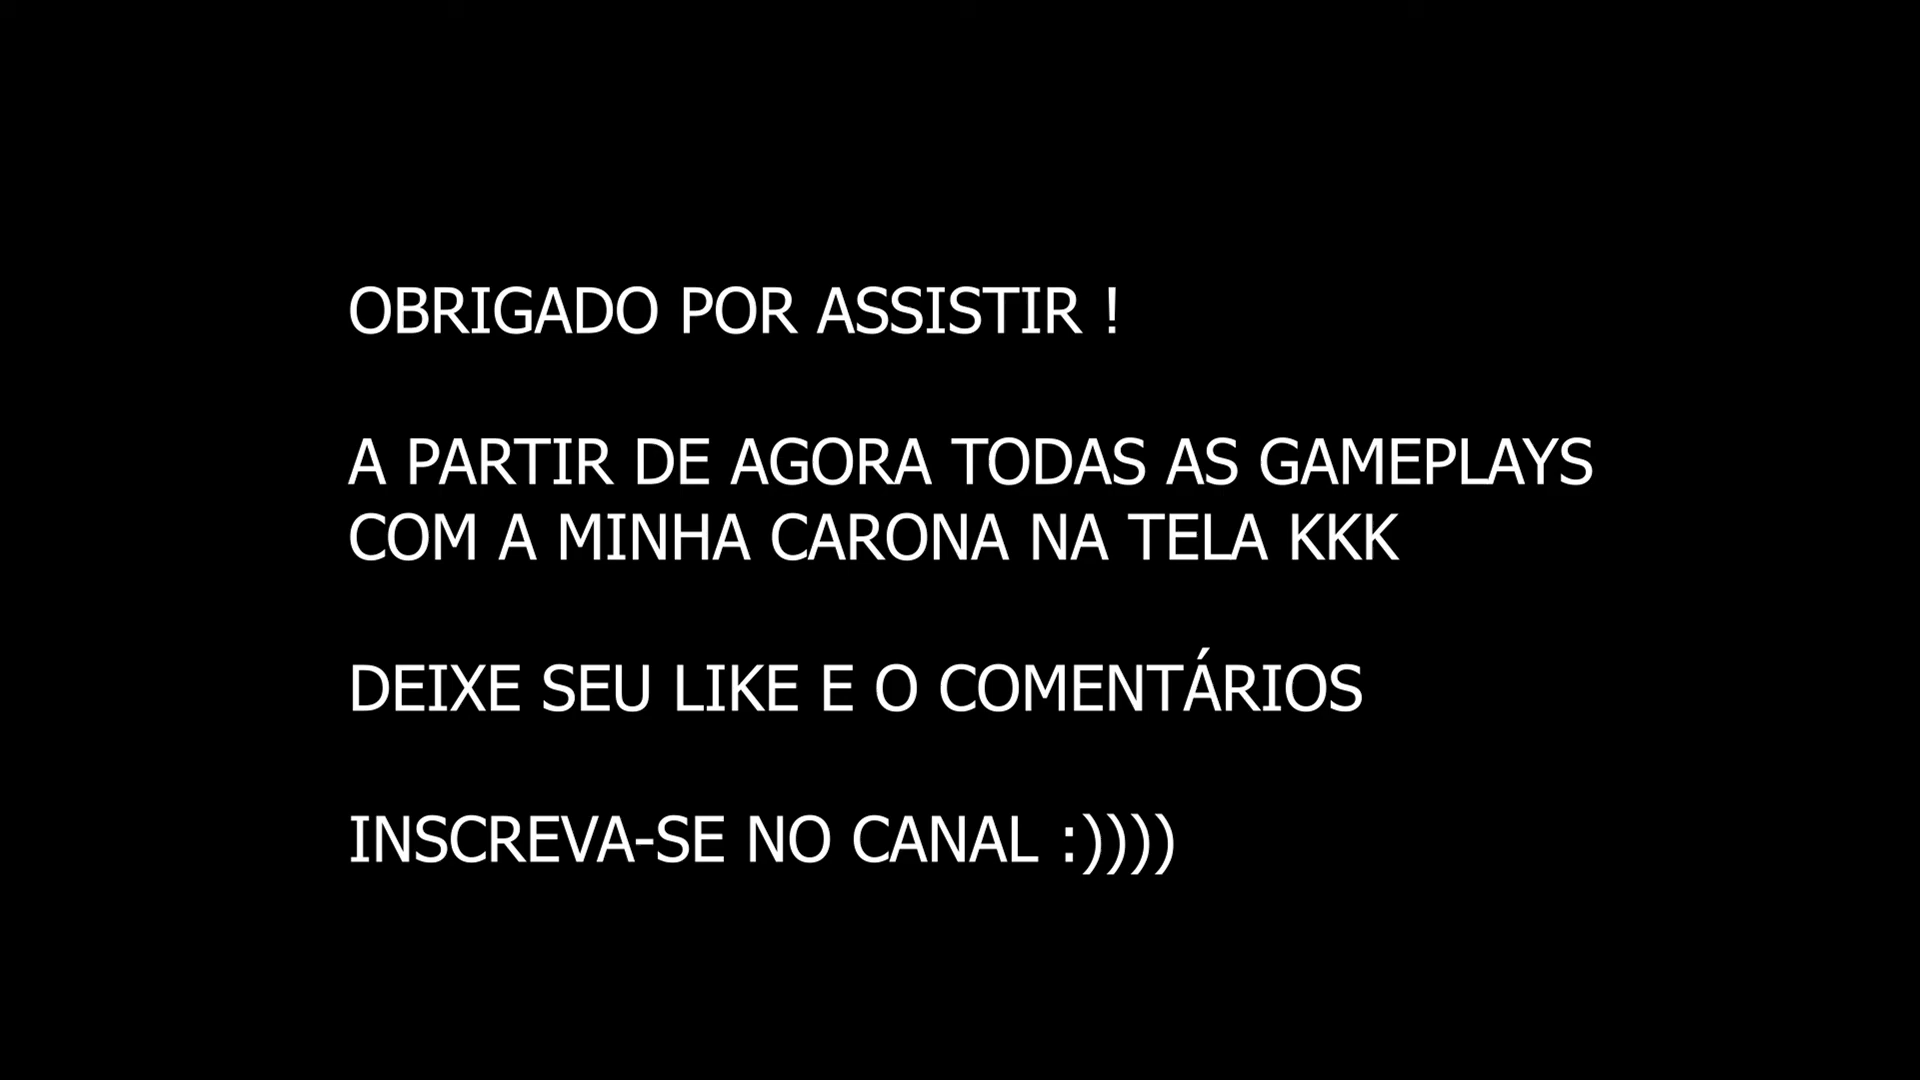 OBRIGADO POR ASSISTIR !
A PARTIR DE AGORA TODAS AS GAMEPLAYS
COM A MINHA CARONA NA TELA KKK
DEIXE SEU LIKE E O COMENTÁRIOS
INSCREVA-SE NO CANAL :))))